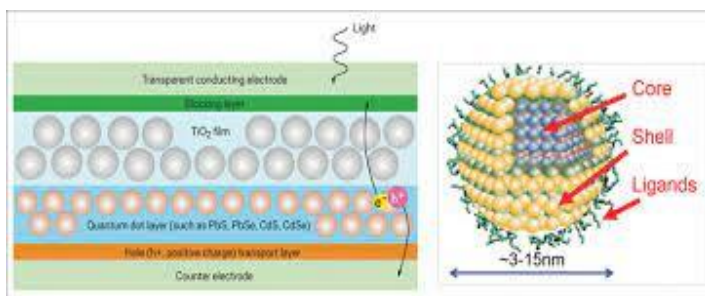 Light
Transparent conducting electrode
Blocking layer
TiO2 film
e−
h+
Quantum dot layer (such as PbS, PbSe, CdS, CdSe)
Hole (h+, positive charge) transport layer
Counter electrode
Core
Shell
Ligands
~3-15nm